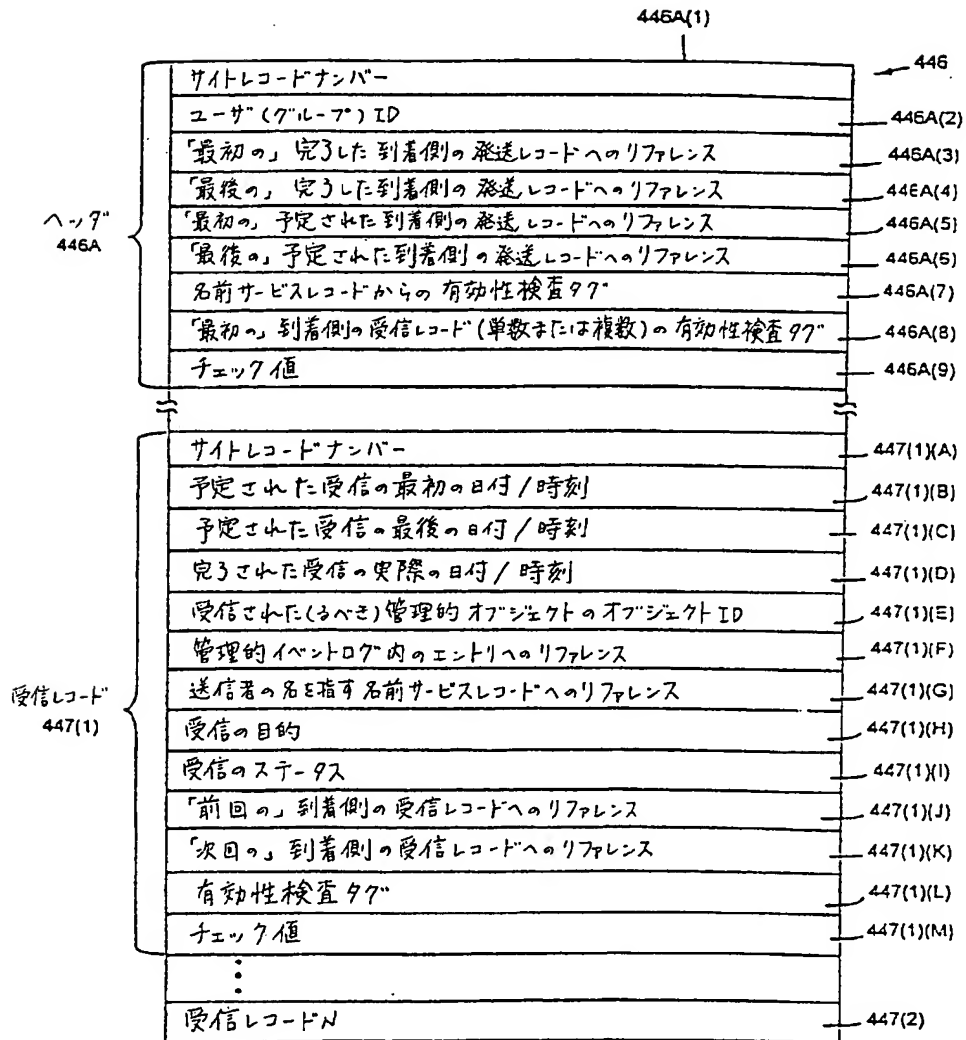 446A(1)
446
サイトレコードナンバー
ユーザ(グループ)ID 446A(2)
「最初の」完了した到着側の発送レコードへのリファレンス 446A(3)
「最後の」完了した到着側の発送レコードへのリファレンス 44EA(4)
「最初の」予定された到着側の発送レコードへのリファレンス 446A(5)
「最後の」予定された到着側の発送レコードへのリファレンス 446A(6)
ヘッダ
446A
名前サービスレコードからの有効性検査タグ 446A(7)
「最初の」到着側の受信レコード(単数または複数)の有効性検査タグ 446A(8)
チェック値 446A(9)
サイトレコードナンバー 447(1)(A)
予定された受信の最初の日付/時刻 447(1)(B)
予定された受信の最後の日付/時刻 447(1)(C)
完了された受信の実際の日付/時刻 447(1)(D)
受信された(るべき)管理的オブジェクトのオブジェクトID 447(1)(E)
管理的イベントログ内のエントリへのリファレンス 447(1)(F)
送信者の名を指す名前サービスレコードへのリファレンス 447(1)(G)
受信レコード
447(1)
受信の目的 447(1)(H)
受信のステータス 447(1)(I)
「前回の」到着側の受信レコードへのリファレンス 447(1)(J)
「次回の」到着側の受信レコードへのリファレンス 447(1)(K)
有効性検査タグ 447(1)(L)
チェック値 447(1)(M)
受信レコードN 447(2)